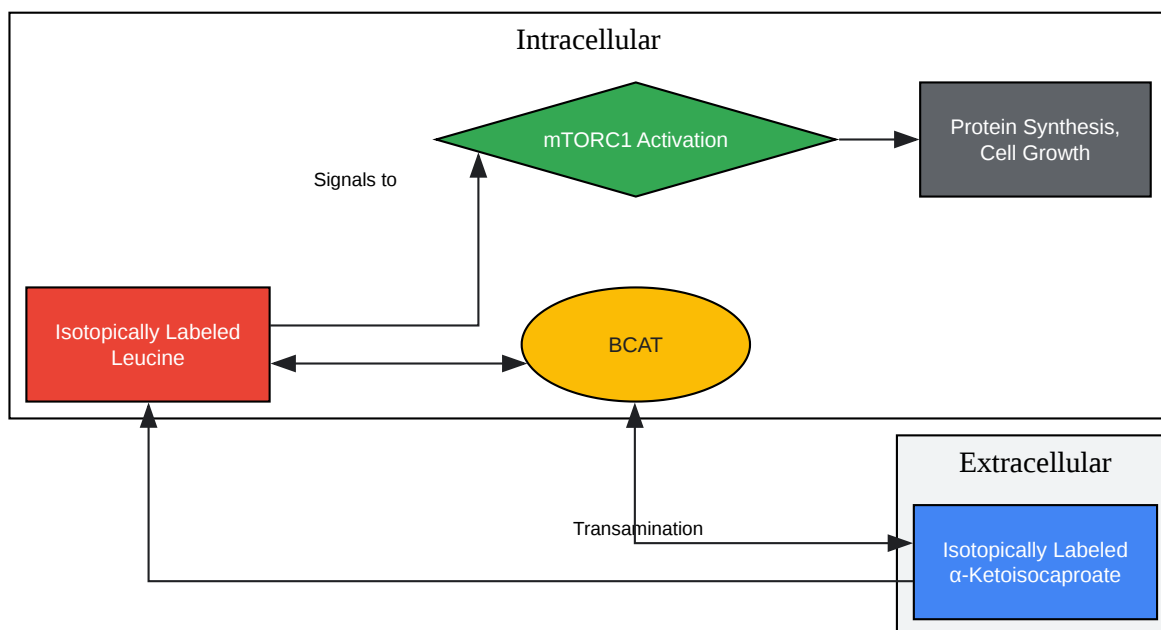 Intracellular
mTORC1 Activation
Protein Synthesis,
Cell Growth
Signals to
Isotopically Labeled
Leucine
BCAT
Extracellular
Transamination
Isotopically Labeled
α-Ketoisocaproate